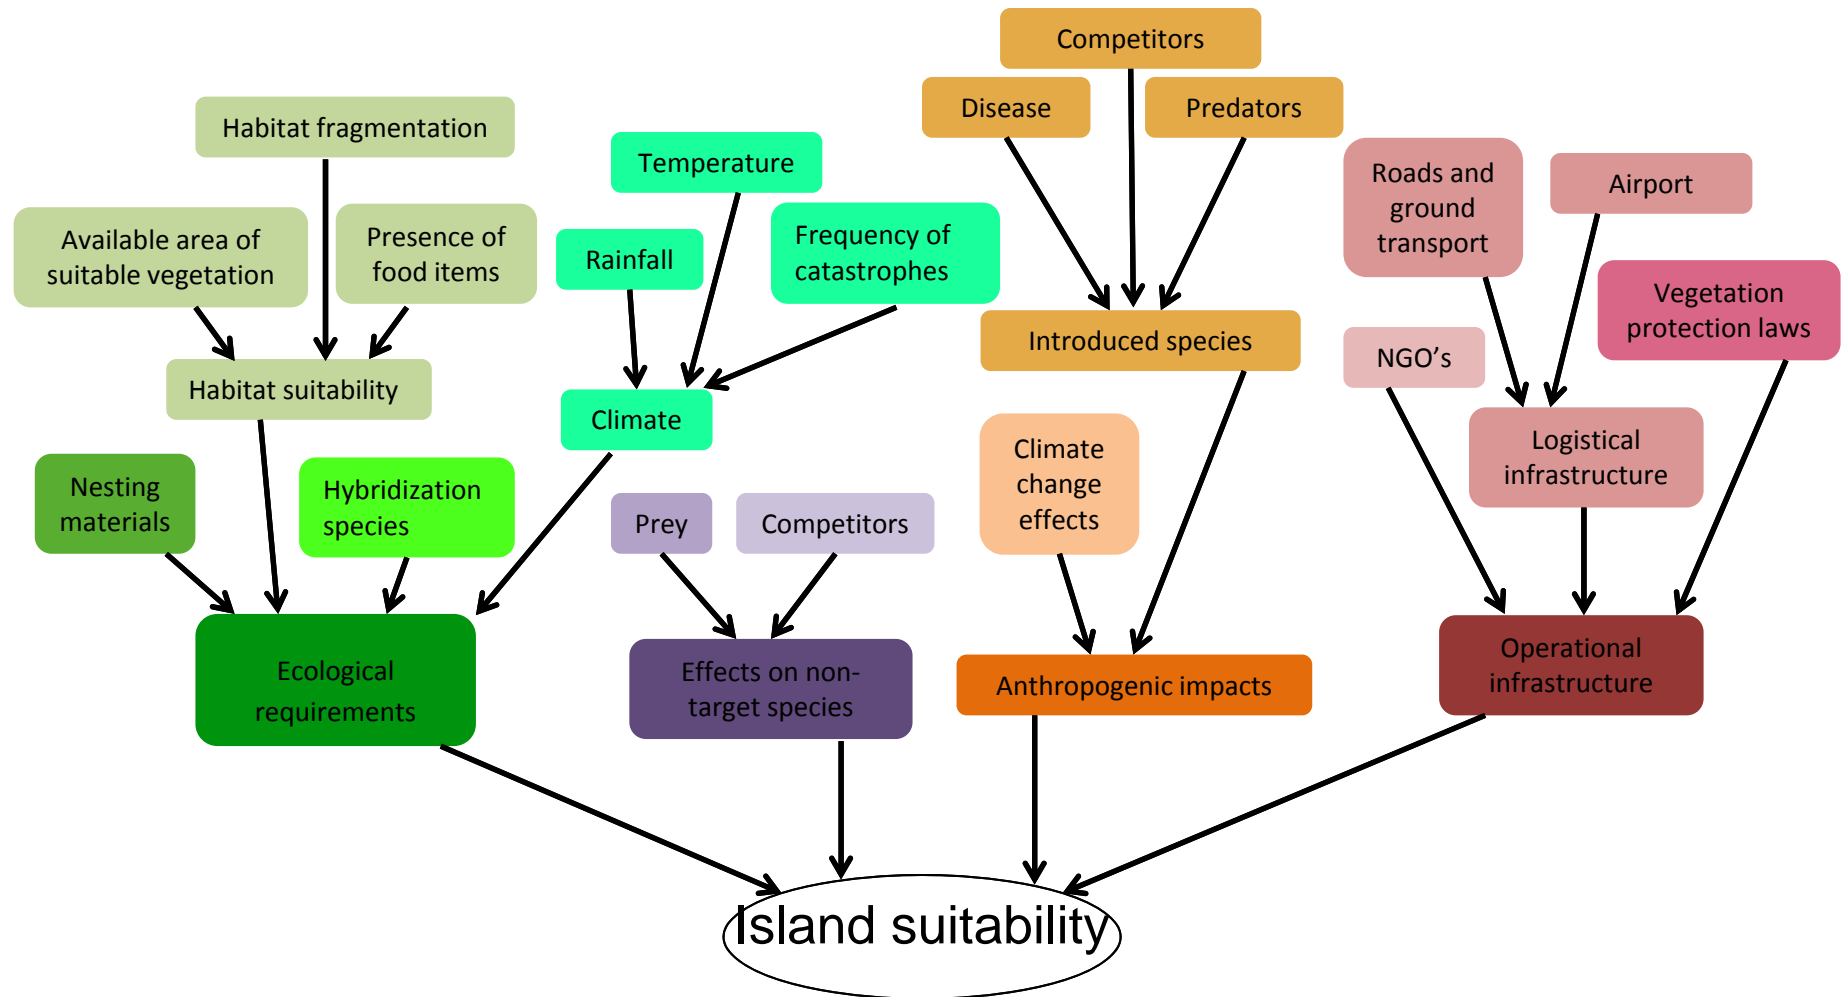 Competitors
Disease
Predators
Habitat fragmentation
Temperature
Roads and
ground
transport
Airport
Available area of
suitable vegetation
Presence of
food items
Rainfall
Frequency of
catastrophes
Vegetation
protection laws
Introduced species
NGO's
Habitat suitability
Climate
Climate
change
effects
Logistical
infrastructure
Nesting
materials
Hybridization
species
Prey
Competitors
Ecological
requirements
Effects on non-
target species
Anthropogenic impacts
Operational
infrastructure
Island suitability